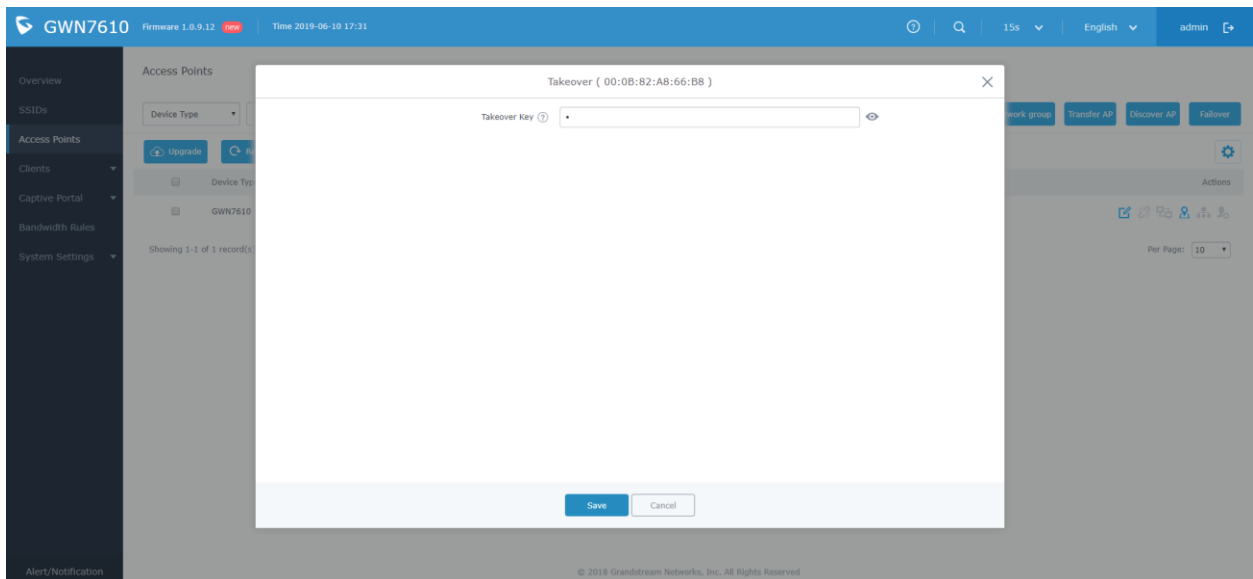 GWN7610 Firmware 1.0.9.12 new Time 2019-06-10 17:31 15s English admin
Overview
SSIDs
Access Points
Clients
Captive Portal
Bandwidth Rules
System Settings
Alert/Notification
Access Points
Device Type work group Transfer AP Discover AP Failover
Upgrade
Device Typ Actions
GWN7610
Showing 1-1 of 1 record(s) Per Page: 10
Takeover ( 00:0B:82:A8:66:B8 )
Takeover Key
Save Cancel
© 2018 Grandstream Networks, Inc. All Rights Reserved